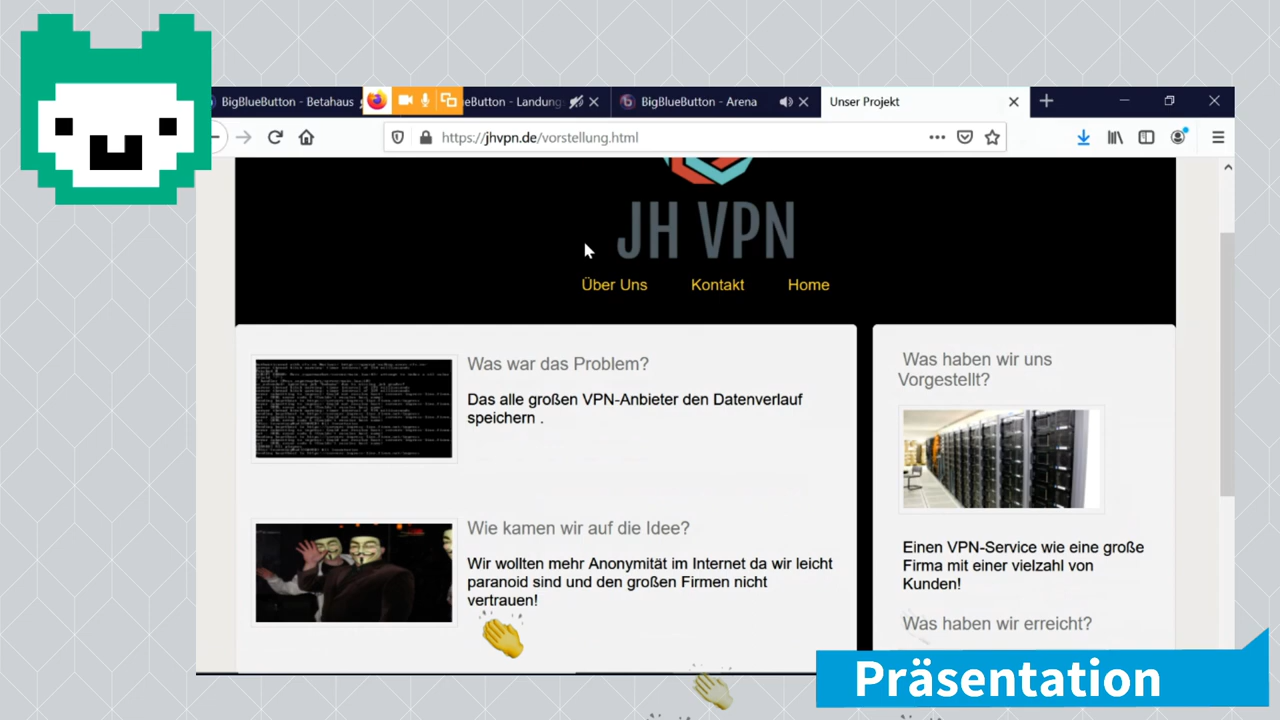 BigBlueButton - Betahaus
eButton - Landung
BigBlueButton - Arena
Unser Projekt
https://jhvpn.de/vorstellung.html
JH VPN
Über Uns
Kontakt
Home
Was war das Problem?
Das alle großen VPN-Anbieter den Datenverlauf
speichern .
Wie kamen wir auf die Idee?
Wir wollten mehr Anonymität im Internet da wir leicht
paranoid sind und den großen Firmen nicht
vertrauen!
Was haben wir uns
Vorgestellt?
Einen VPN-Service wie eine große
Firma mit einer vielzahl von
Kunden!
Was haben wir erreicht?
Präsentation